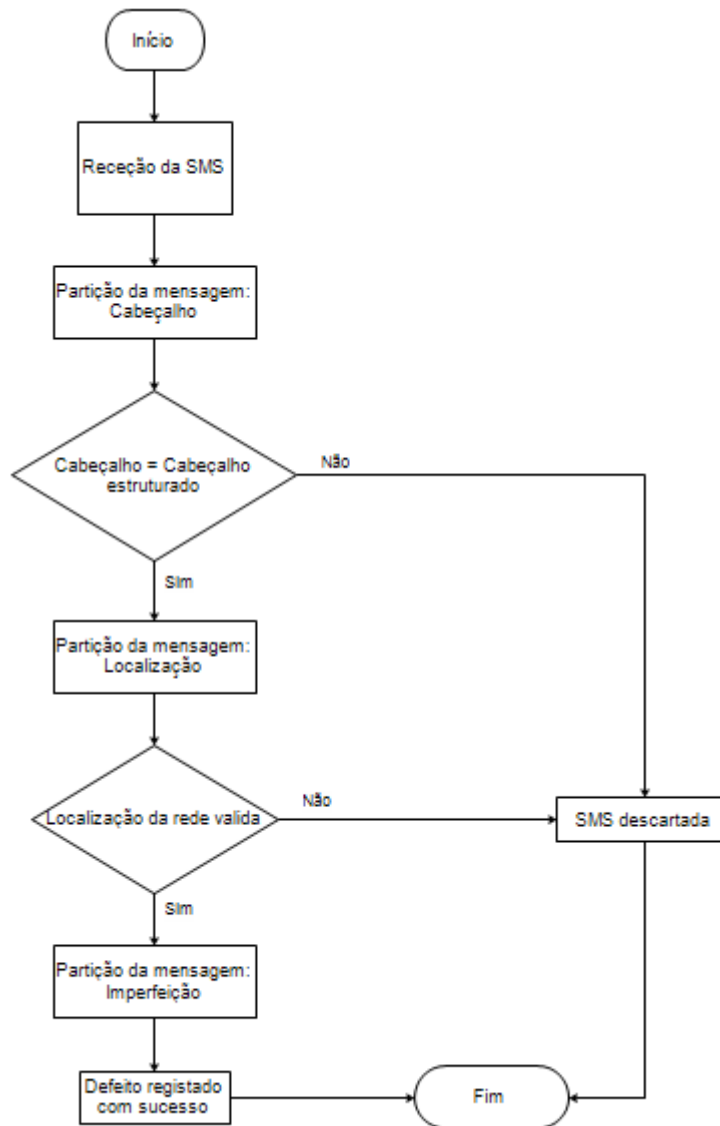 Início
Receção da SMS
Partição da mensagem:
Cabeçalho
Cabeçalho = Cabeçalho
estruturado
Não
Sim
Partição da mensagem:
Localização
Localização da rede valida
Não
SMS descartada
Sim
Partição da mensagem:
Imperfeição
Defeito registado
com sucesso
Fim